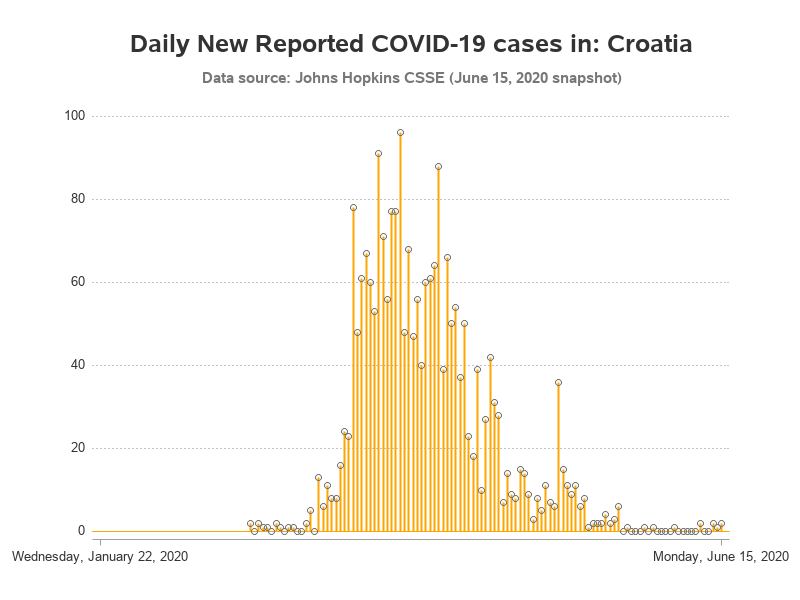 Daily New Reported COVID-19 cases in: Croatia
Data source: Johns Hopkins CSSE (June 15, 2020 snapshot)
100
80
60
40
20
0
Wednesday, January 22, 2020 Monday, June 15, 2020